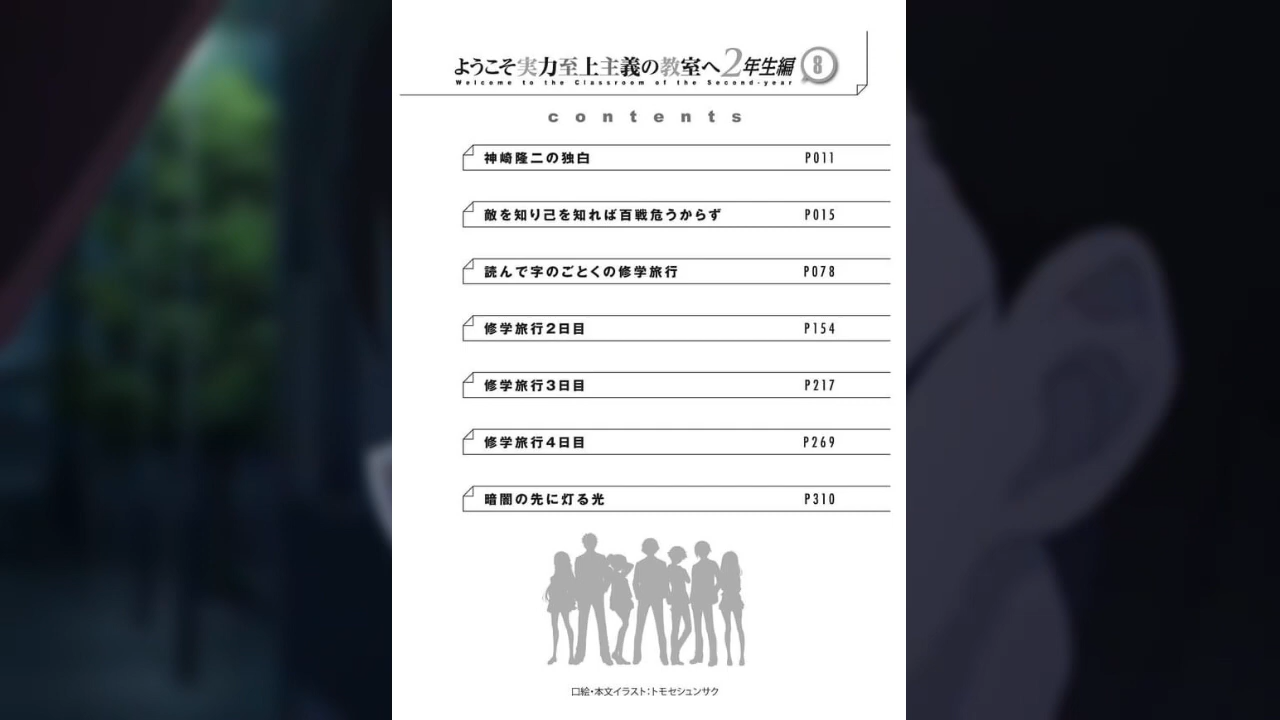 ようこそ実力至上主義の教室へ2年生編 8
Welcome to the Classroom of the Second-year
contents
神崎隆二の独白 P011
敵を知り己を知れば百戦危うからず P015
読んで字のごとくの修学旅行 P078
修学旅行2日目 P154
修学旅行3日目 P217
修学旅行4日目 P269
暗闇の先に灯る光 P310
口絵・本文イラスト:トモセシュンサク